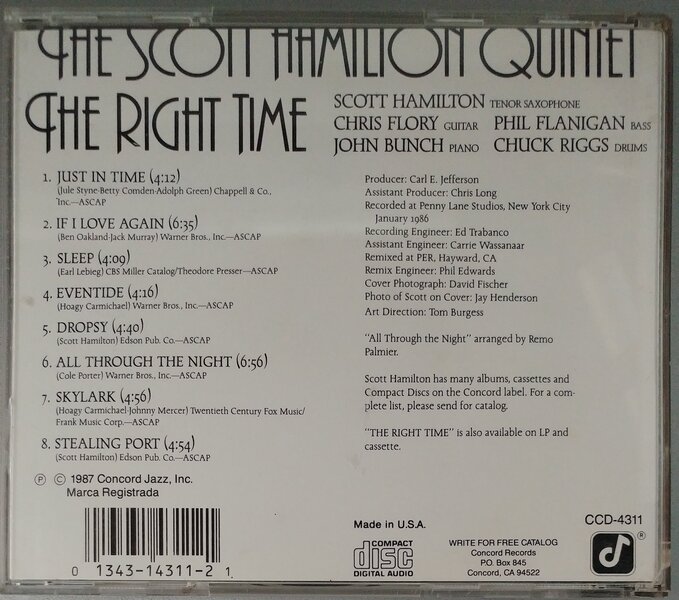 THE SCOTT HAMILTON QUINTET
THE RIGHT TIME
SCOTT HAMILTON TENOR SAXOPHONE
CHRIS FLORY GUITAR PHIL FLANIGAN BASS
JOHN BUNCH PIANO CHUCK RIGGS DRUMS
1. JUST IN TIME (4:12)
(Jule Styne-Betty Comden-Adolph Green) Chappell & Co.,
Inc.—ASCAP
2. IF I LOVE AGAIN (6:35)
(Ben Oakland-Jack Murray) Warner Bros., Inc.—ASCAP
3. SLEEP (4:09)
(Earl Lebieg) CBS Miller Catalog/Theodore Presser—ASCAP
4. EVENTIDE (4:16)
(Hoagy Carmichael) Warner Bros., Inc.—ASCAP
5. DROPSY (4:40)
(Scott Hamilton) Edson Pub. Co.—ASCAP
6. ALL THROUGH THE NIGHT (6:56)
(Cole Porter) Warner Bros., Inc.—ASCAP
7. SKYLARK (4:56)
(Hoagy Carmichael-Johnny Mercer) Twentieth Century Fox Music/
Frank Music Corp.—ASCAP
8. STEALING PORT (4:54)
(Scott Hamilton) Edson Pub. Co.—ASCAP
Ⓟ © 1987 Concord Jazz, Inc.
Marca Registrada
0 1343-14311-2 1.
Producer: Carl E. Jefferson
Assistant Producer: Chris Long
Recorded at Penny Lane Studios, New York City
January 1986
Recording Engineer: Ed Trabanco
Assistant Engineer: Carrie Wassanaar
Remixed at PER, Hayward, CA
Remix Engineer: Phil Edwards
Cover Photograph: David Fischer
Photo of Scott on Cover: Jay Henderson
Art Direction: Tom Burgess
"All Through the Night" arranged by Remo
Palmier.
Scott Hamilton has many albums, cassettes and
Compact Discs on the Concord label. For a com-
plete list, please send for catalog.
"THE RIGHT TIME" is also available on LP and
cassette.
Made in U.S.A.
COMPACT
disc
DIGITAL AUDIO
WRITE FOR FREE CATALOG
Concord Records
P.O. Box 845
Concord, CA 94522
CCD-4311
®